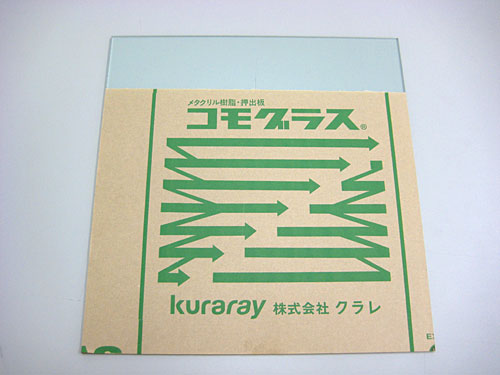 メタクリル樹脂・押出板
コモグラス®
kuraray 株式会社 クラレ